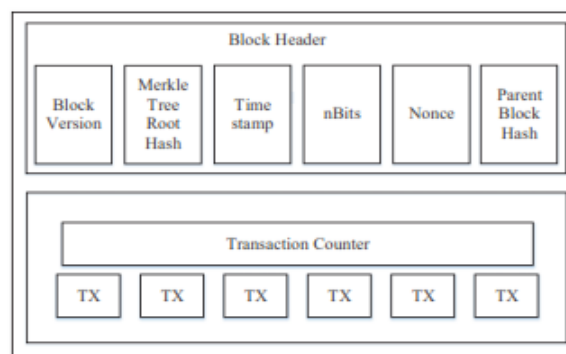 Block Header
Block
Version
Merkle
Tree
Root
Hash
Time
stamp
nBits
Nonce
Parent
Block
Hash
Transaction Counter
TX TX TX TX TX TX